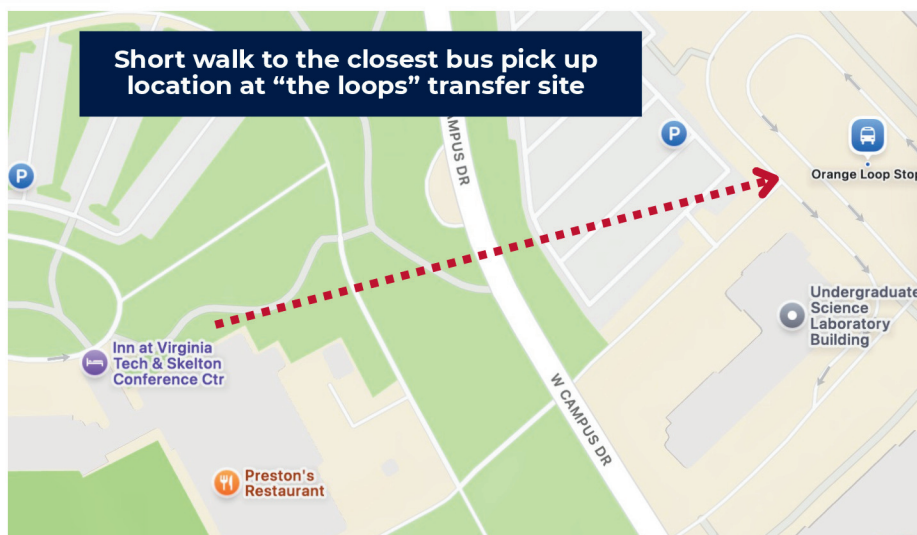 Short walk to the closest bus pick up
location at “the loops” transfer site
AMPUS DR
P
P
Orange Loop Stop
Undergraduate
Science
Laboratory
Building
Inn at Virginia
Tech & Skelton
Conference Ctr
W CAMPUS DR
Preston's
Restaurant